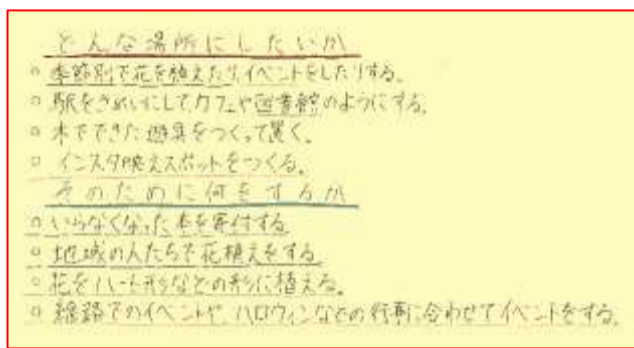 どんな場所にしたいか
○ 季節別で花を植えたり、イベントをしたりする。
○ 駅をきれいにしてカフェや図書館のようにする。
○ 木でできた遊具をつくって置く。
○ インスタ映えスポットをつくる。
そのために何をするか
○ いらなくなった本を寄付する
○ 地域の人たちで花植えをする
○ 花をハート形などの形に植える。
○ 線路でのイベントや、ハロウィンなどの行事に合わせてイベントをする。